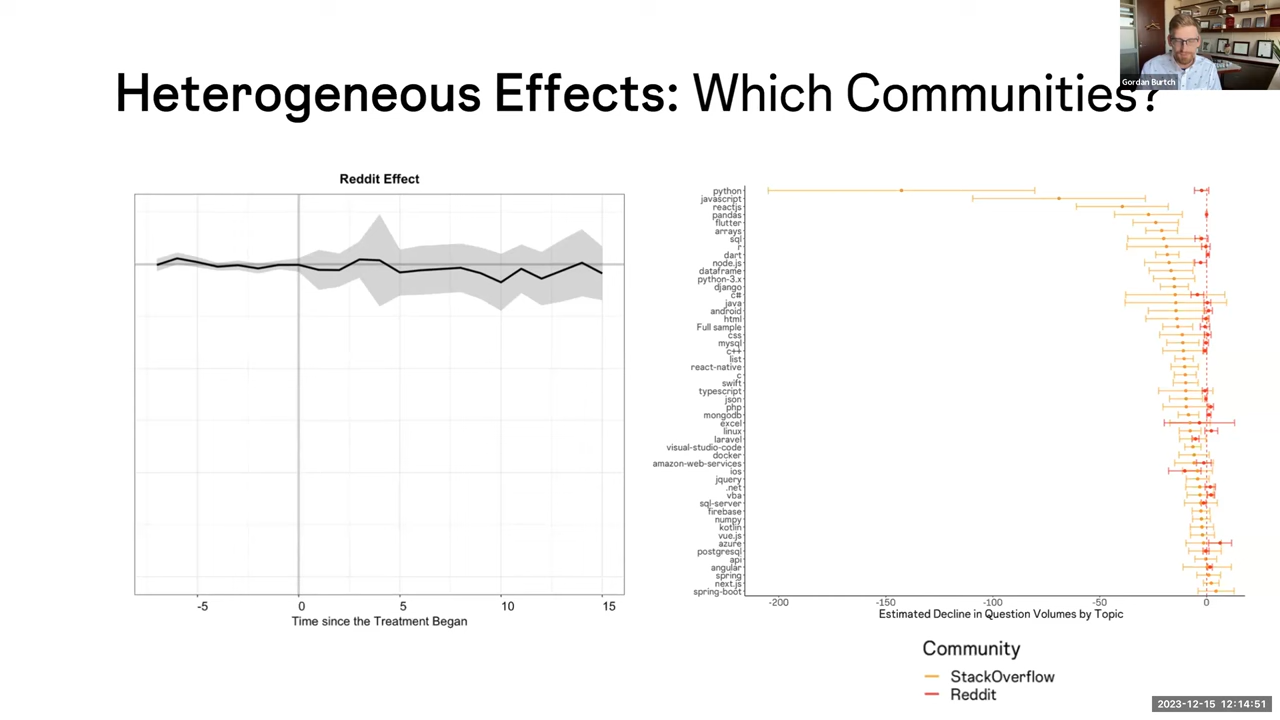 Gordan Burtch
Heterogeneous Effects: Which Communities?
Reddit Effect
-5
0
5
10
15
Time since the Treatment Began
python
javascript
reactjs
pandas
flutter
arrays
sql
r
dart
node.js
dataframe
python-3.x
django
c#
java
android
html
Full sample
css
mysql
c++
list
react-native
c
swift
typescript
json
php
mongodb
excel
linux
laravel
visual-studio-code
docker
amazon-web-services
ios
jquery
.net
vba
sql-server
firebase
numpy
kotlin
vue.js
azure
postgresql
api
angular
spring
next.js
spring-boot
-200
-150
-100
-50
0
Estimated Decline in Question Volumes by Topic
Community
StackOverflow
Reddit
2023-12-15 12:14:51